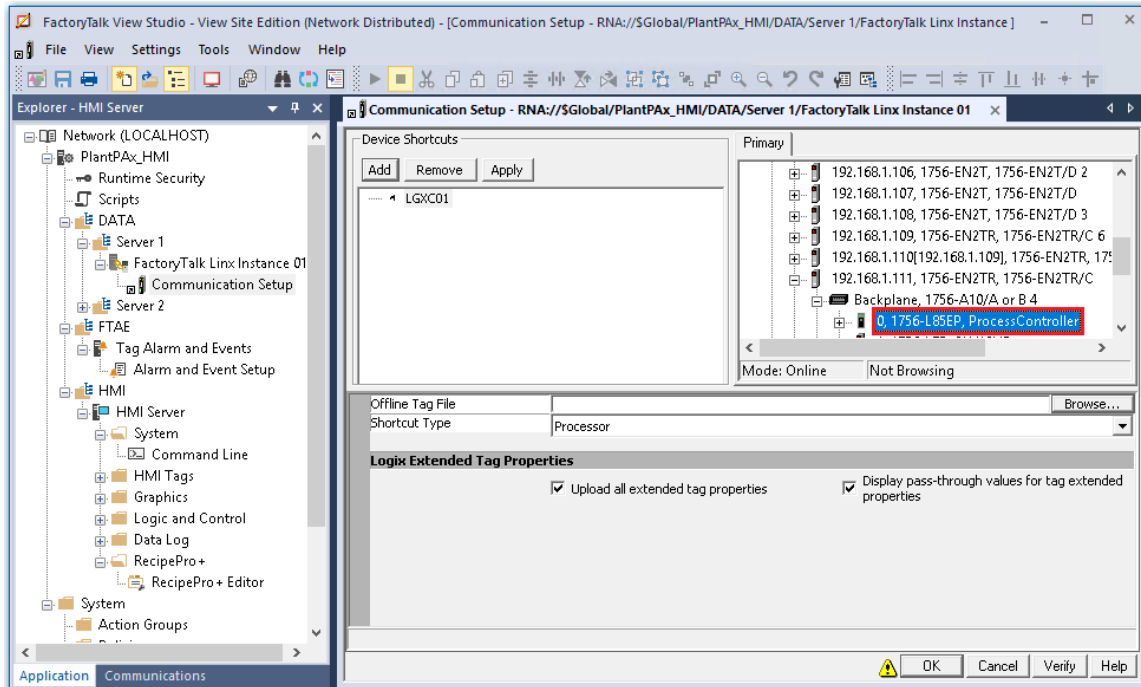 FactoryTalk View Studio - View Site Edition (Network Distributed) - [Communication Setup - RNA://$Global/PlantPAx_HMI/DATA/Server 1/FactoryTalk Linx Instance ]
File View Settings Tools Window Help
Explorer - HMI Server
Network (LOCALHOST)
PlantPAx_HMI
Runtime Security
Scripts
DATA
Server 1
FactoryTalk Linx Instance 01
Communication Setup
Server 2
FTAE
Tag Alarm and Events
Alarm and Event Setup
HMI
HMI Server
System
Command Line
HMI Tags
Graphics
Logic and Control
Data Log
RecipePro+
RecipePro+ Editor
System
Action Groups
Application Communications
Communication Setup - RNA://$Global/PlantPAx_HMI/DATA/Server 1/FactoryTalk Linx Instance 01
Device Shortcuts
Add Remove Apply
LGXC01
Primary
192.168.1.106, 1756-EN2T, 1756-EN2T/D 2
192.168.1.107, 1756-EN2T, 1756-EN2T/D
192.168.1.108, 1756-EN2T, 1756-EN2T/D 3
192.168.1.109, 1756-EN2TR, 1756-EN2TR/C 6
192.168.1.110[192.168.1.109], 1756-EN2TR, 175
192.168.1.111, 1756-EN2TR, 1756-EN2TR/C
Backplane, 1756-A10/A or B 4
0, 1756-L85EP, ProcessController
Mode: Online Not Browsing
Offline Tag File Browse...
Shortcut Type Processor
Logix Extended Tag Properties
Upload all extended tag properties
Display pass-through values for tag extended
properties
OK Cancel Verify Help